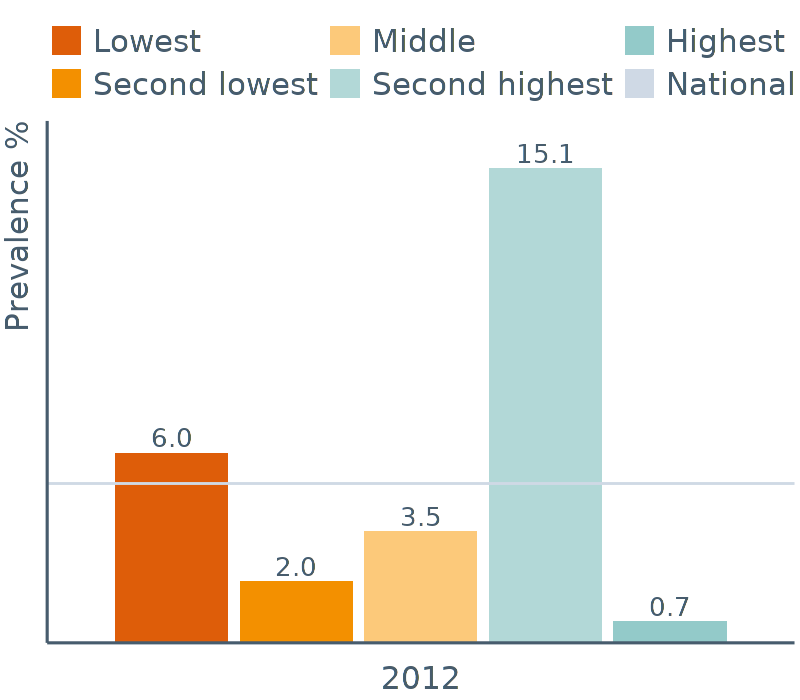 Lowest Middle Highest
Second lowest Second highest National
Prevalence %
15.1
6.0
3.5
2.0
0.7
2012